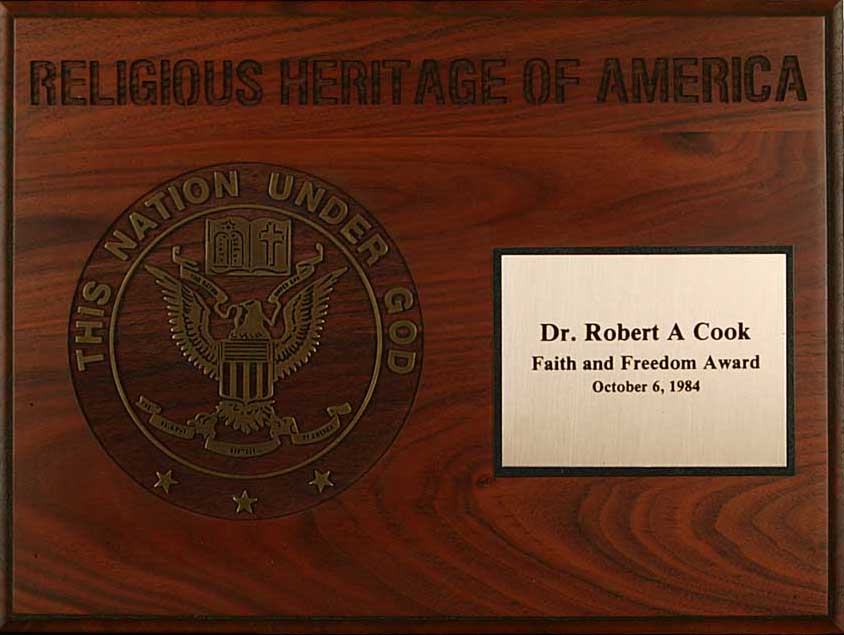 RELIGIOUS HERITAGE OF AMERICA
THIS NATION UNDER GOD
Dr. Robert A Cook
Faith and Freedom Award
October 6, 1984